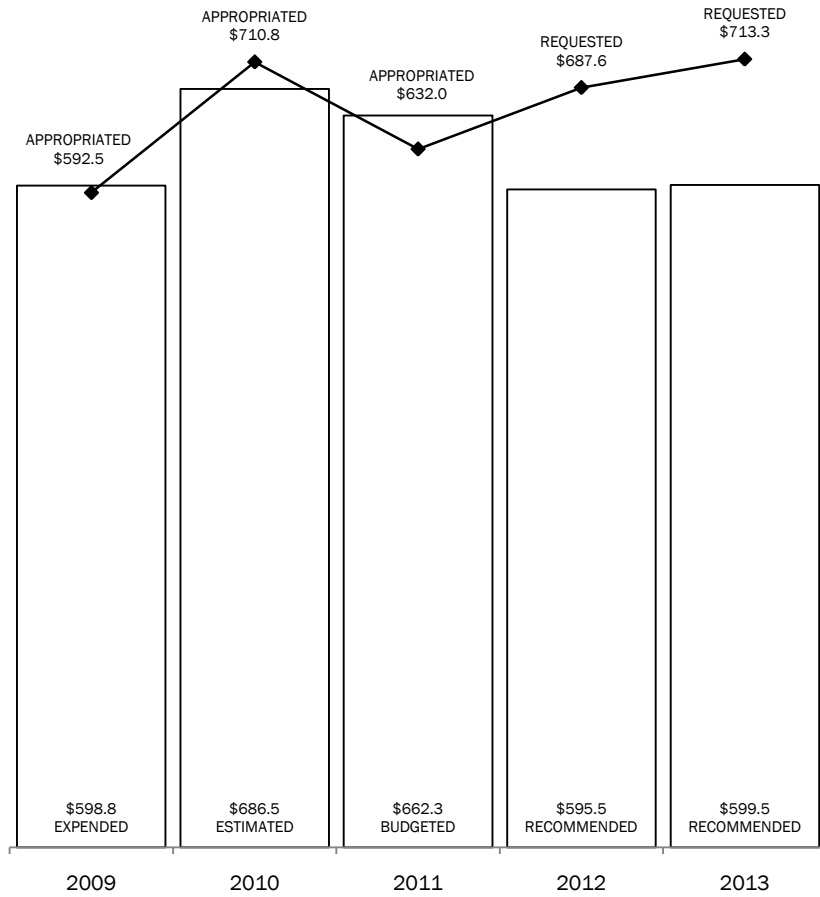 APPROPRIATED
$592.5
APPROPRIATED
$710.8
APPROPRIATED
$632.0
REQUESTED
$687.6
REQUESTED
$713.3
$598.8
EXPENDED
$686.5
ESTIMATED
$662.3
BUDGETED
$595.5
RECOMMENDED
$599.5
RECOMMENDED
2009
2010
2011
2012
2013